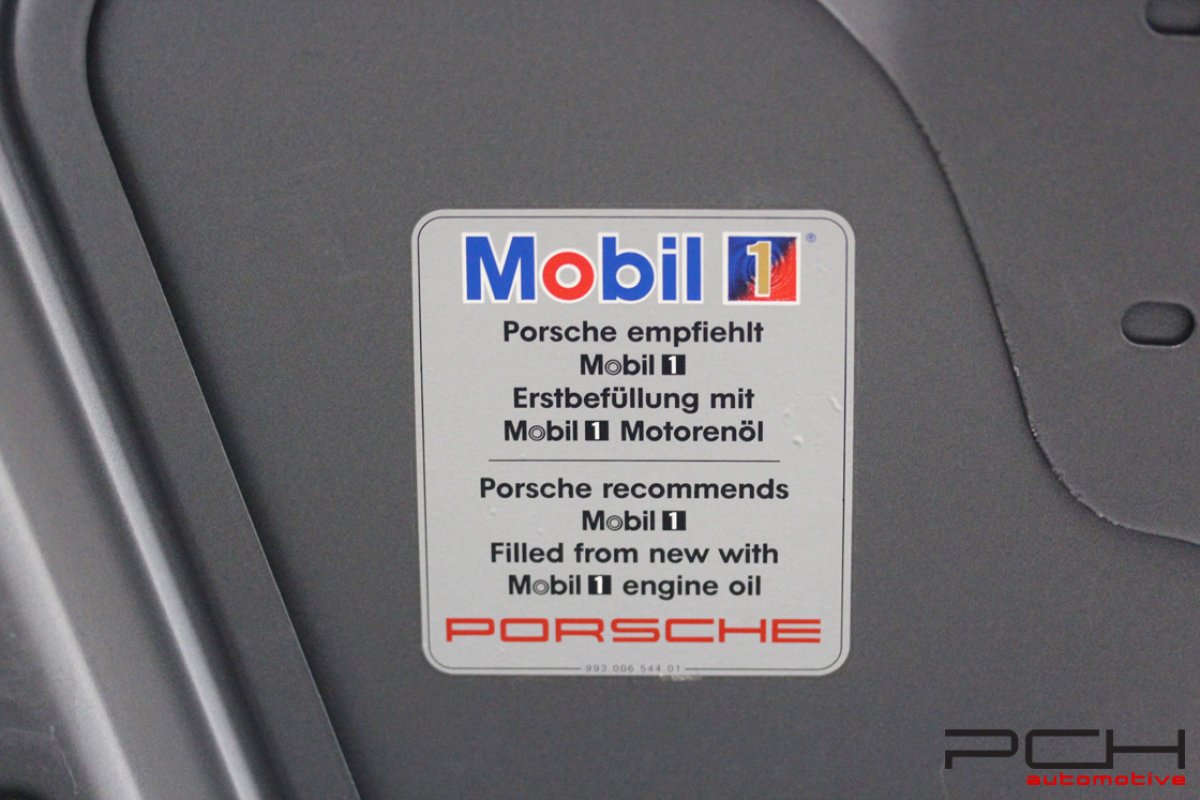 Mobil 1 ®
Porsche empfiehlt
Mobil 1
Erstbefüllung mit
Mobil 1 Motorenöl
Porsche recommends
Mobil 1
Filled from new with
Mobil 1 engine oil
PORSCHE
993.006.544.01
PCH
automotive